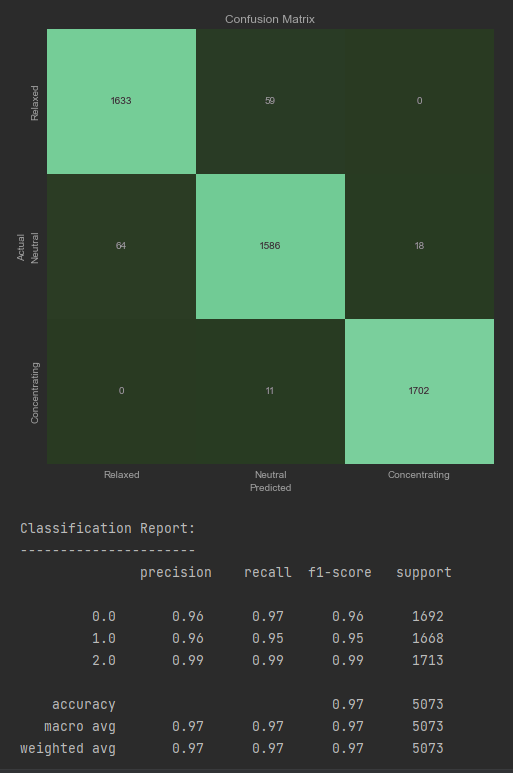 Confusion Matrix
Relaxed
1633 59 0
Actual
Neutral
64 1586 18
Concentrating
0 11 1702
Relaxed Neutral Concentrating
Predicted
Classification Report:
----------------------
precision recall f1-score support
0.0 0.96 0.97 0.96 1692
1.0 0.96 0.95 0.95 1668
2.0 0.99 0.99 0.99 1713
accuracy 0.97 5073
macro avg 0.97 0.97 0.97 5073
weighted avg 0.97 0.97 0.97 5073